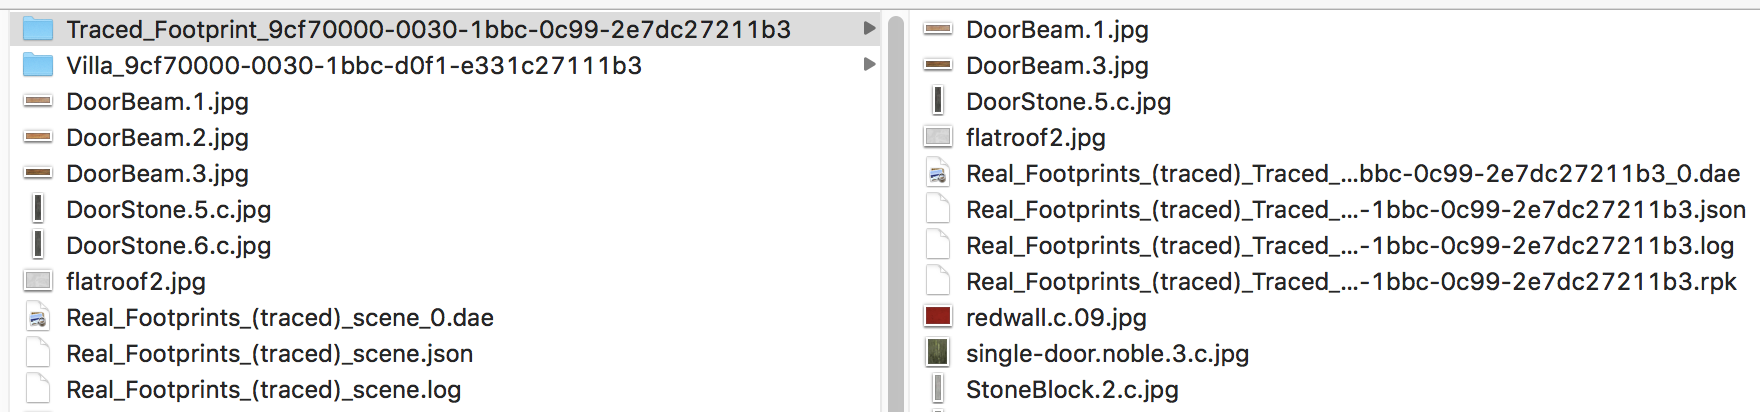 Traced_Footprint_9cf70000-0030-1bbc-0c99-2e7dc27211b3
Villa_9cf70000-0030-1bbc-d0f1-e331c27111b3
DoorBeam.1.jpg
DoorBeam.2.jpg
DoorBeam.3.jpg
DoorStone.5.c.jpg
DoorStone.6.c.jpg
flatroof2.jpg
Real_Footprints_(traced)_scene_0.dae
Real_Footprints_(traced)_scene.json
Real_Footprints_(traced)_scene.log
DoorBeam.1.jpg
DoorBeam.3.jpg
DoorStone.5.c.jpg
flatroof2.jpg
Real_Footprints_(traced)_Traced_...bbc-0c99-2e7dc27211b3_0.dae
Real_Footprints_(traced)_Traced_...-1bbc-0c99-2e7dc27211b3.json
Real_Footprints_(traced)_Traced_...-1bbc-0c99-2e7dc27211b3.log
Real_Footprints_(traced)_Traced_...-1bbc-0c99-2e7dc27211b3.rpk
redwall.c.09.jpg
single-door.noble.3.c.jpg
StoneBlock.2.c.jpg